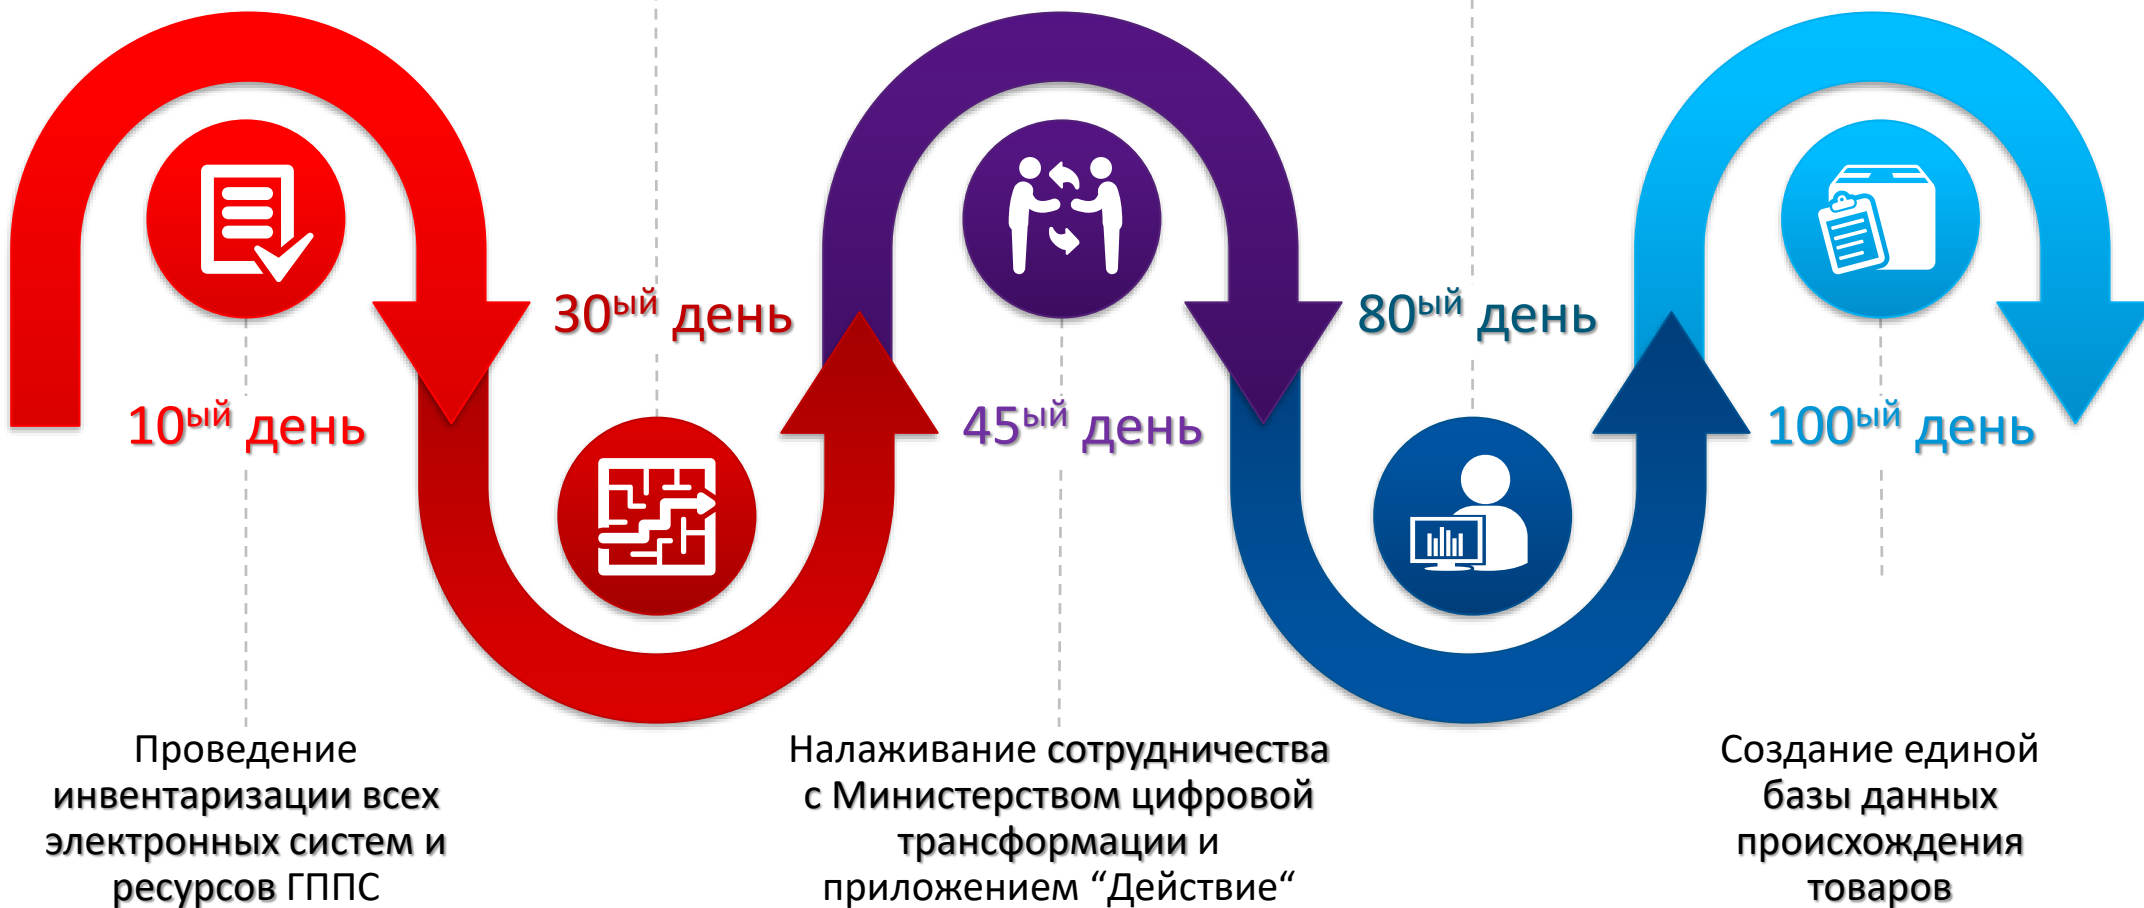 30ый день
80ый день
10ый день
45ый день
100ый день
Проведение
инвентаризации всех
электронных систем и
ресурсов ГППС
Налаживание сотрудничества
с Министерством цифровой
трансформации и
приложением “Действие“
Создание единой
базы данных
происхождения
товаров